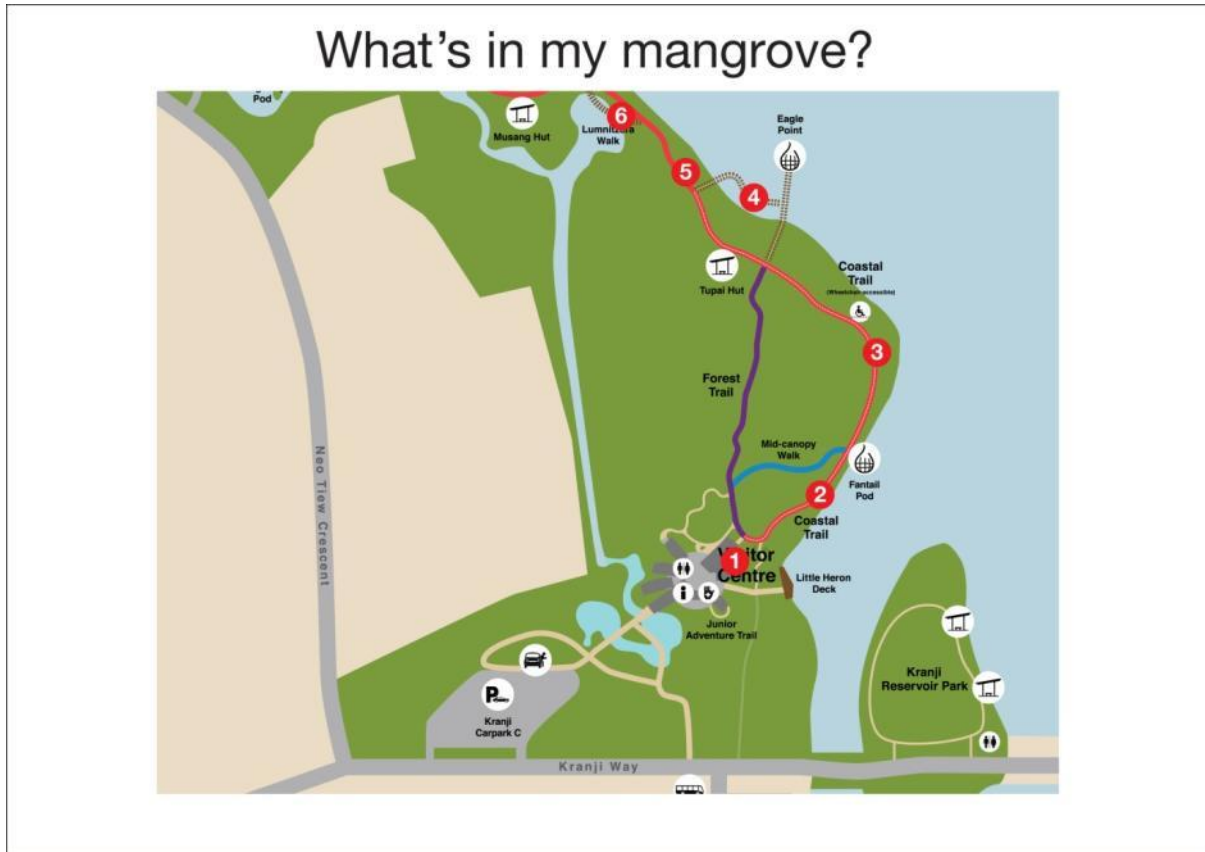 What's in my mangrove?
Pod
Musang Hut
6
Lumnitzera
Walk
Eagle
Point
5
4
Tupai Hut
Coastal
Trail
(Wheelchair accessible)
3
Forest
Trail
Mid-canopy
Walk
Fantail
Pod
2
Coastal
Trail
1
Visitor
Centre
Little Heron
Deck
Junior
Adventure Trail
Neo Tiew Crescent
P
Kranji
Carpark C
Kranji
Reservoir Park
Kranji Way